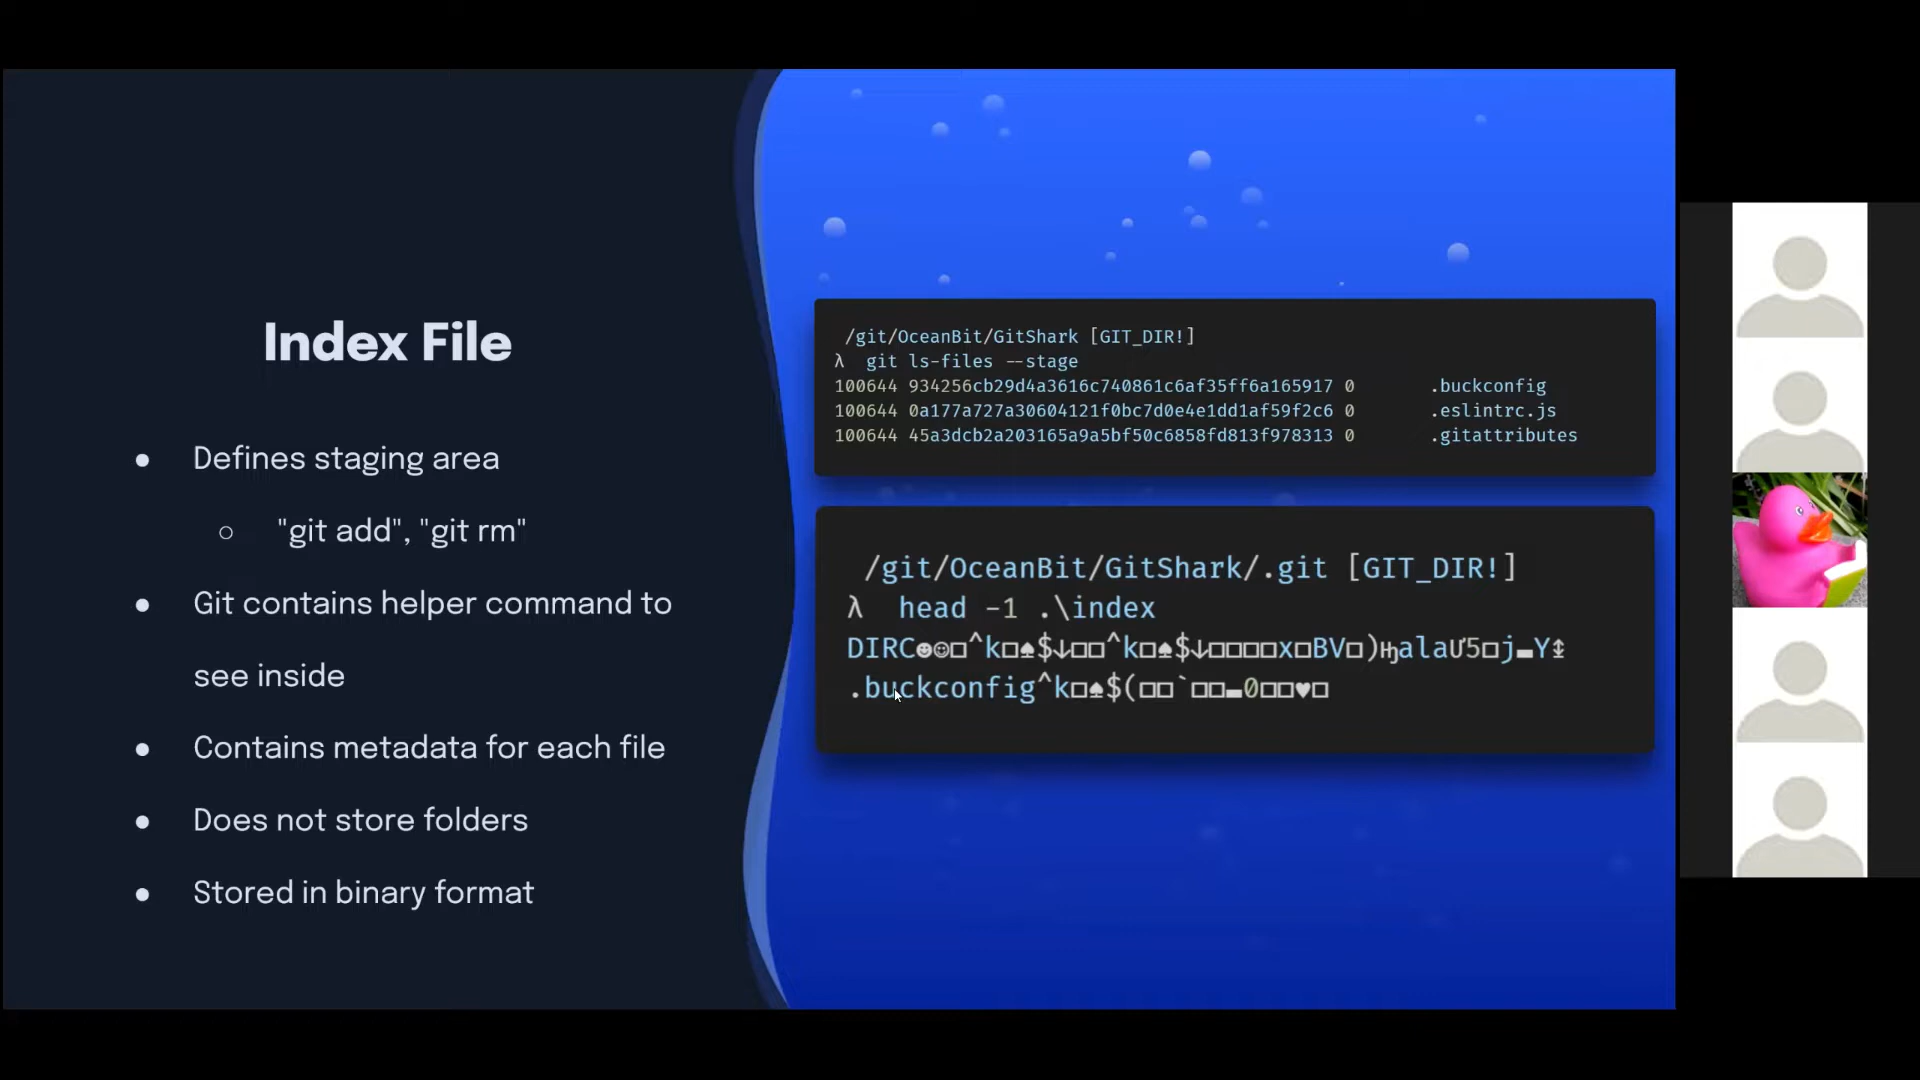 Index File
● Defines staging area
○ "git add", "git rm"
● Git contains helper command to
see inside
● Contains metadata for each file
● Does not store folders
● Stored in binary format
/git/OceanBit/GitShark [GIT_DIR!]
λ git ls-files --stage
100644 934256cb29d4a3616c740861c6af35ff6a165917 0 .buckconfig
100644 0a177a727a30604121f0bc7d0e4e1dd1af59f2c6 0 .eslintrc.js
100644 45a3dcb2a203165a9a5bf50c6858fd813f978313 0 .gitattributes
/git/OceanBit/GitShark/.git [GIT_DIR!]
λ head -1 .\index
DIRC☻☺□^k□♠$↓□□^k□♠$↓□□□□x□BV□)ԣalaƯ5□j▬Y↨
.buckconfig^k□♠$(□□`□□▬0□□♥□